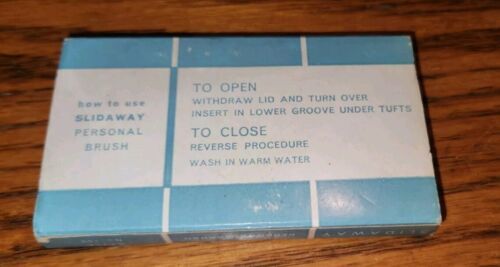 how to use
SLIDAWAY
PERSONAL
BRUSH
TO OPEN
WITHDRAW LID AND TURN OVER
INSERT IN LOWER GROOVE UNDER TUFTS
TO CLOSE
REVERSE PROCEDURE
WASH IN WARM WATER
SLIDAWAY